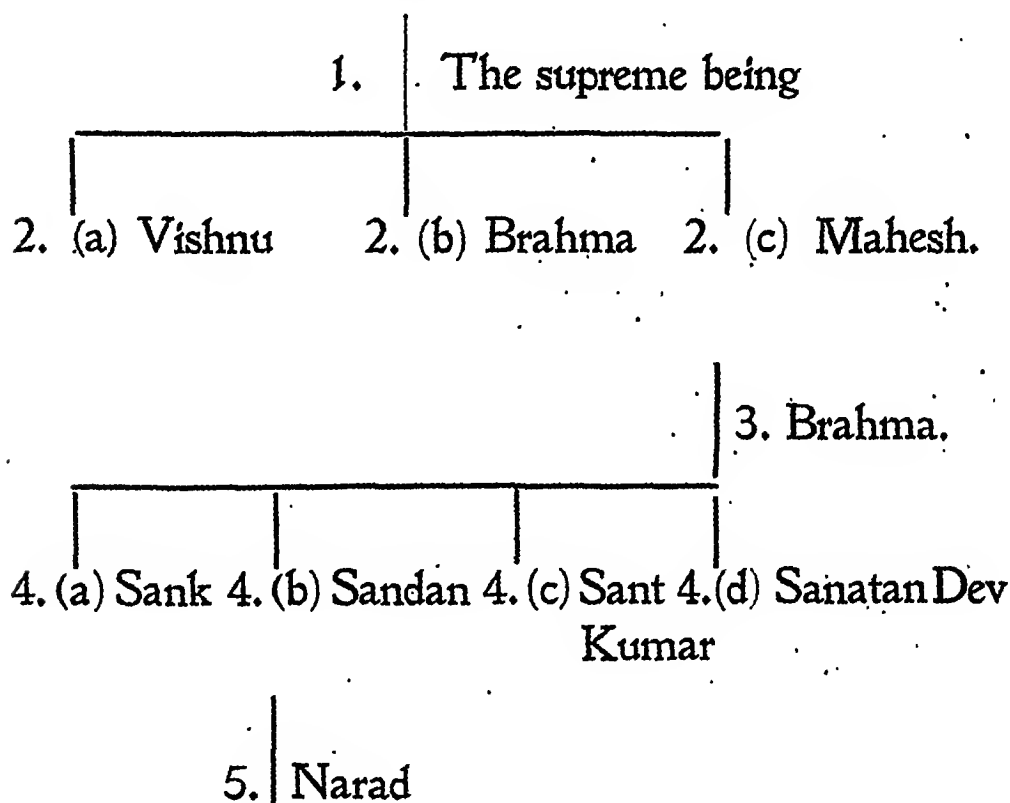 1. The supreme being
2. (a) Vishnu 2. (b) Brahma 2. (c) Mahesh.
3. Brahma.
4. (a) Sank 4. (b) Sandan 4. (c) Sant 4. (d) Sanatan Dev
Kumar
5. Narad